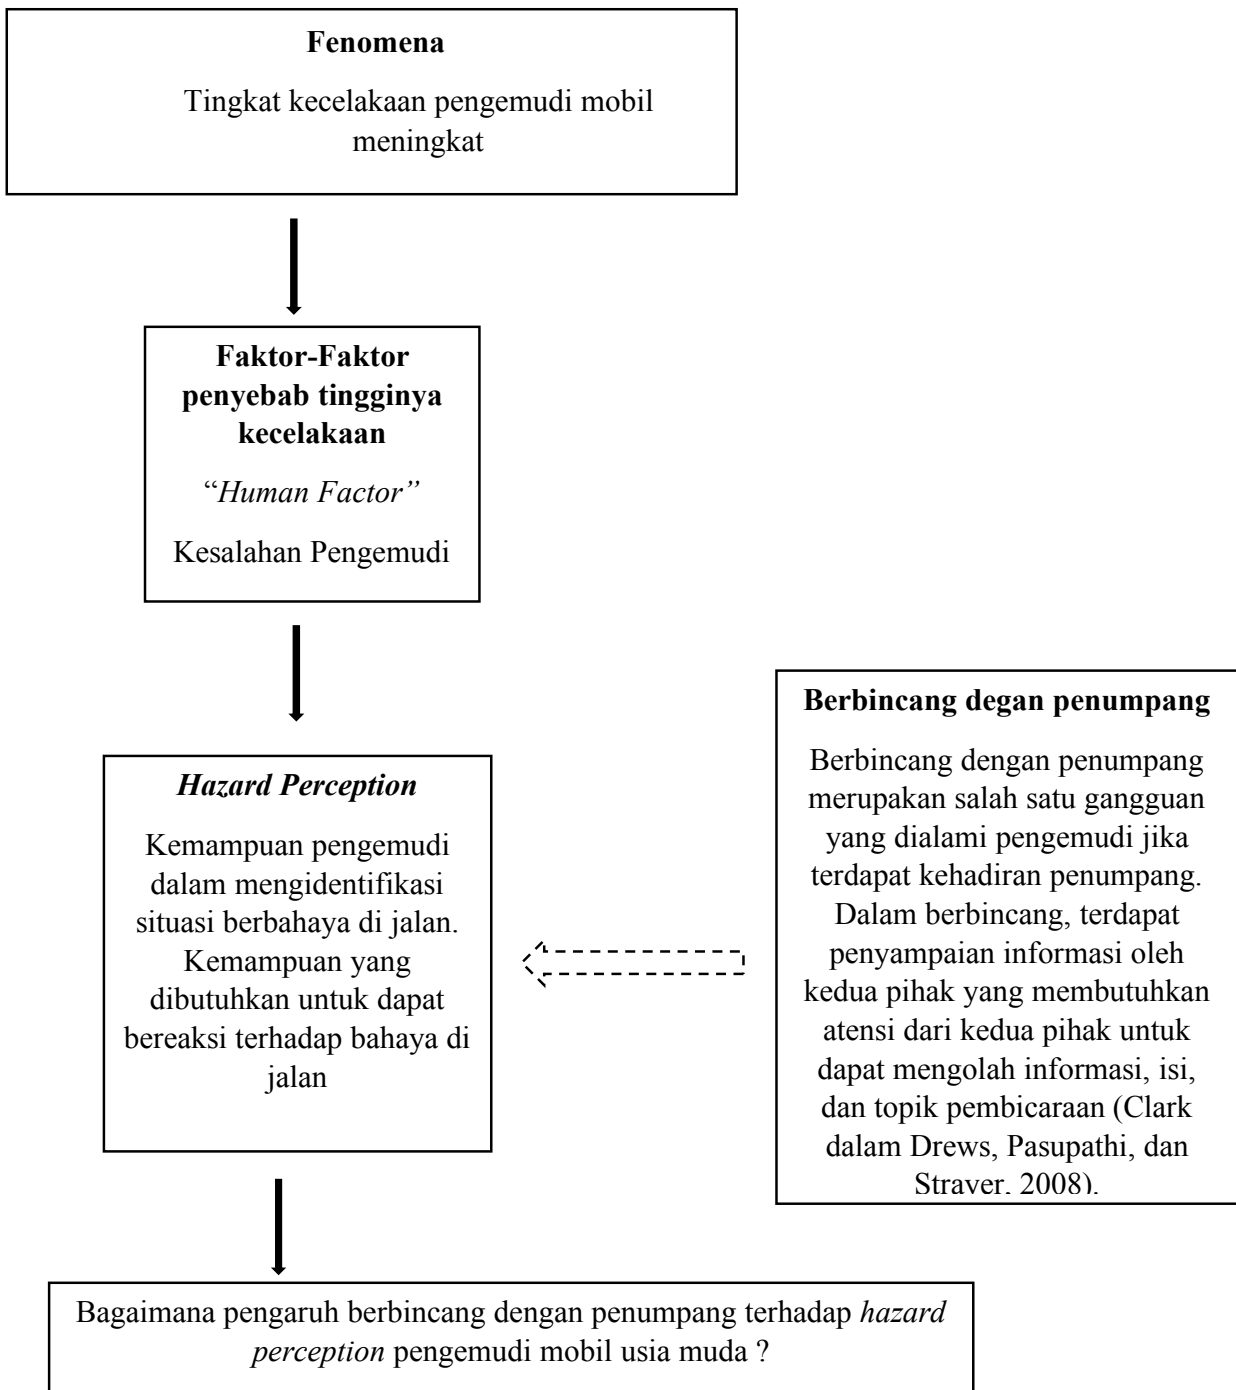 Fenomena
Tingkat kecelakaan pengemudi mobil
meningkat
Faktor-Faktor
penyebab tingginya
kecelakaan
“Human Factor”
Kesalahan Pengemudi
Hazard Perception
Kemampuan pengemudi
dalam mengidentifikasi
situasi berbahaya di jalan.
Kemampuan yang
dibutuhkan untuk dapat
bereaksi terhadap bahaya di
jalan
Berbincang degan penumpang
Berbincang dengan penumpang
merupakan salah satu gangguan
yang dialami pengemudi jika
terdapat kehadiran penumpang.
Dalam berbincang, terdapat
penyampaian informasi oleh
kedua pihak yang membutuhkan
atensi dari kedua pihak untuk
dapat mengolah informasi, isi,
dan topik pembicaraan (Clark
dalam Drews, Pasupathi, dan
Strayer, 2008).
Bagaimana pengaruh berbincang dengan penumpang terhadap hazard
perception pengemudi mobil usia muda ?